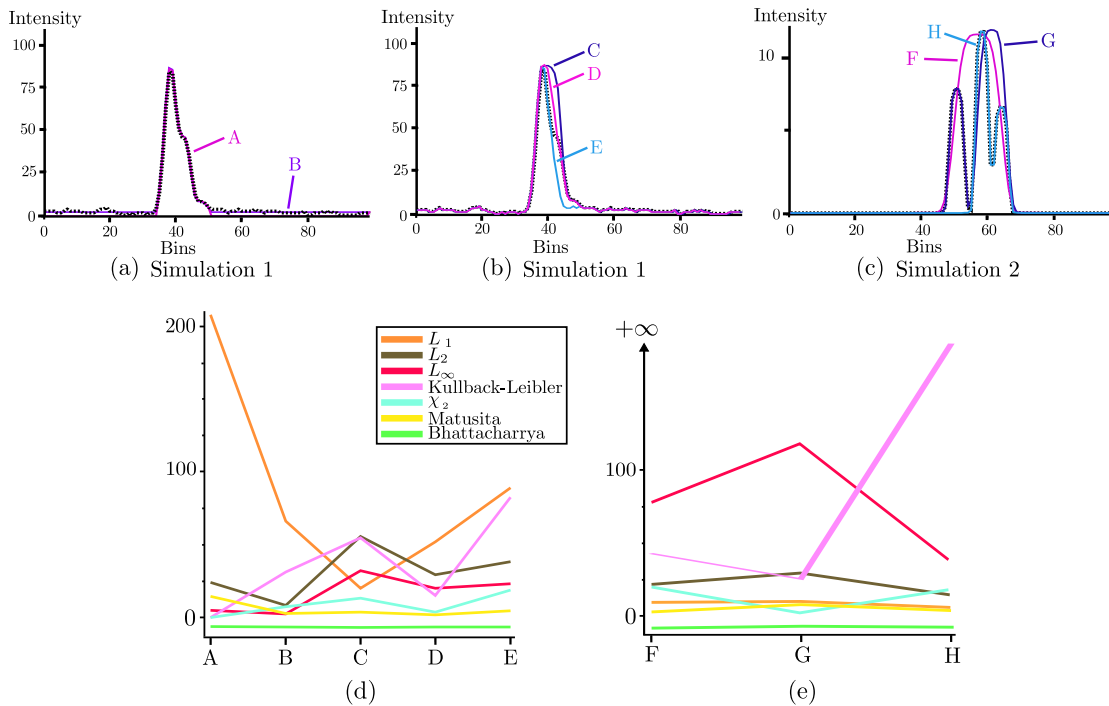 Intensity
100
75
50
25
0
A
B
0
20
40
60
80
Bins
(a) Simulation 1
Intensity
100
75
50
25
0
C
D
E
0
20
40
60
80
Bins
(b) Simulation 1
Intensity
10
0
H
F
G
0
20
40
60
80
Bins
(c) Simulation 2
200
100
0
L 1
L2
L∞
Kullback-Leibler
χ 2
Matusita
Bhattacharrya
A B C D E
(d)
+∞
100
0
F G H
(e)